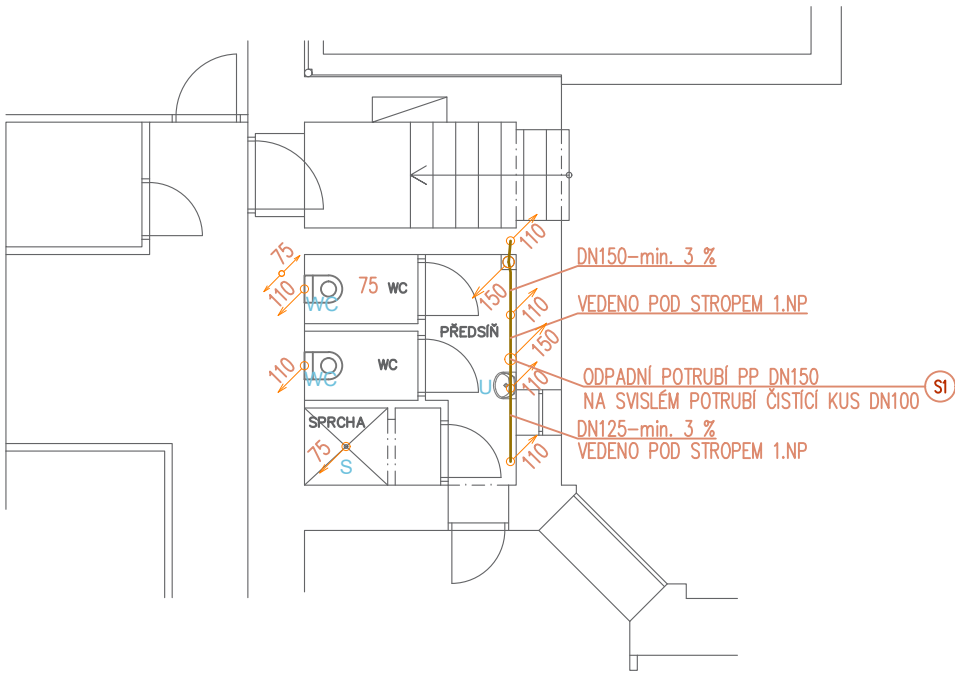 110
DN150-min. 3 %
75
110
WC
75 WC
150
110
VEDENO POD STROPEM 1.NP
PŘEDSÍŇ
150
110
WC
WC
U
110
ODPADNÍ POTRUBÍ PP DN150
NA SVISLÉM POTRUBÍ ČISTÍCÍ KUS DN100
S1
SPRCHA
75
S
DN125-min. 3 %
VEDENO POD STROPEM 1.NP
110